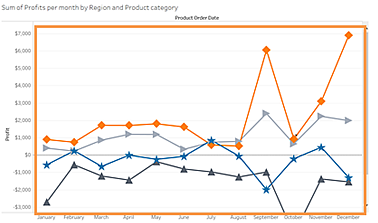 Sum of Profits per month by Region and Product category
Product Order Date
$7,000
$6,000
$5,000
$4,000
$3,000
$2,000
$1,000
$0
-$1,000
-$2,000
-$3,000
Profit
January February March April May June July August September October November December